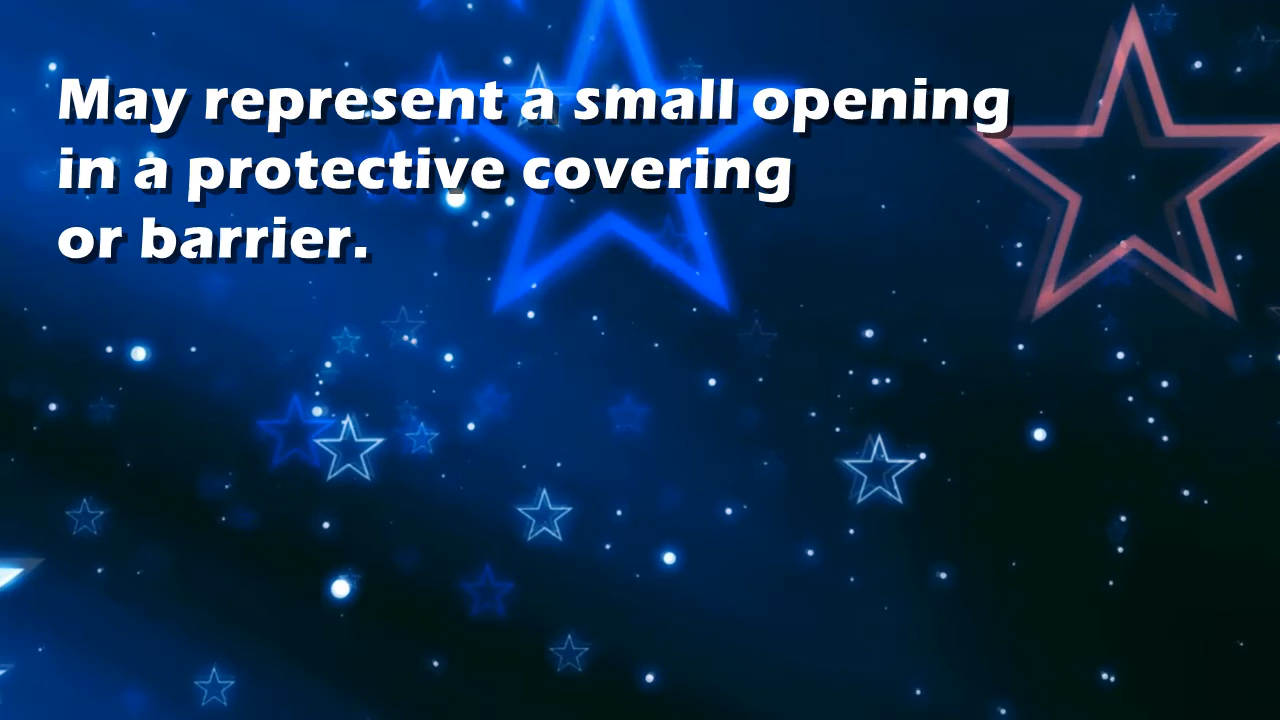 May represent a small opening
in a protective covering
or barrier.